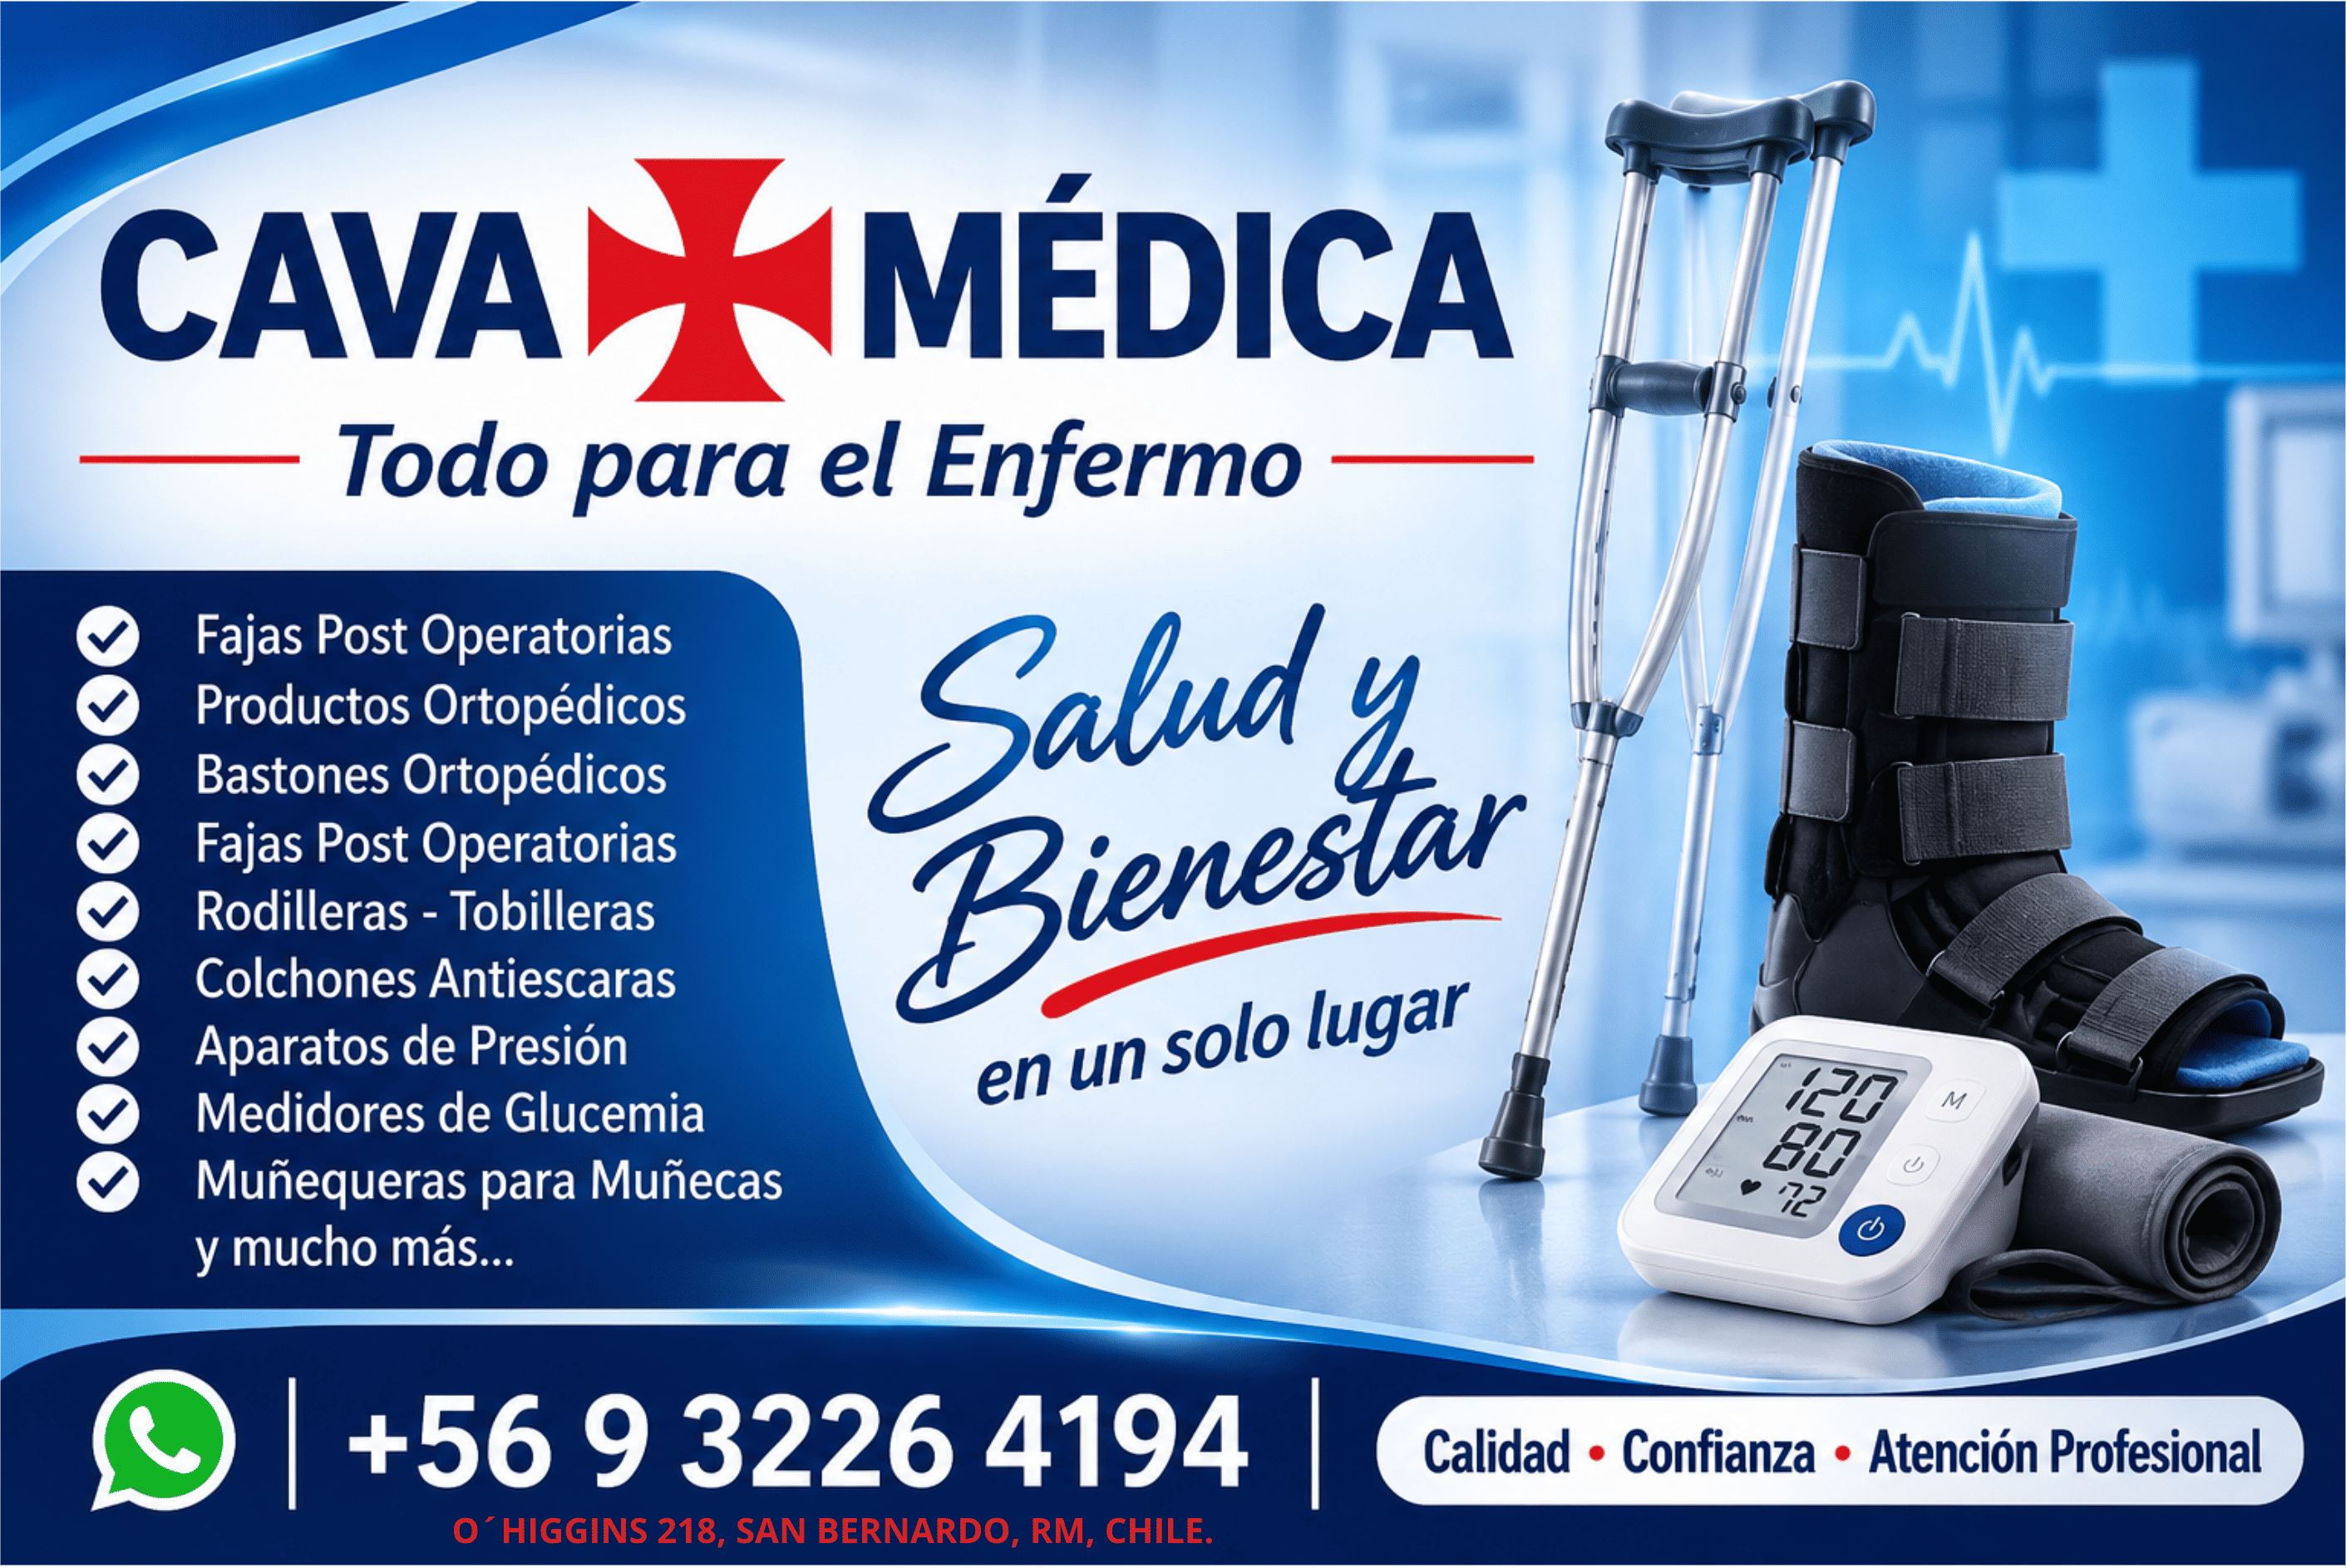 CAVA MÉDICA
Todo para el Enfermo
Fajas Post Operatorias
Productos Ortopédicos
Bastones Ortopédicos
Fajas Post Operatorias
Rodilleras - Tobilleras
Colchones Antiescaras
Aparatos de Presión
Medidores de Glucemia
Muñequeras para Muñecas
y mucho más...
Salud y
Bienestar
en un solo lugar
120
80
72
M
+56 9 3226 4194
Calidad • Confianza • Atención Profesional
O´HIGGINS 218, SAN BERNARDO, RM, CHILE.